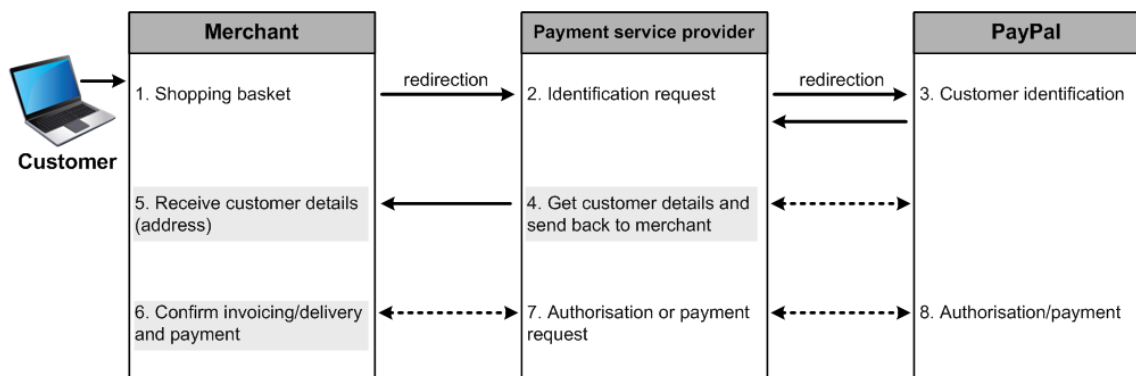 Merchant
Payment service provider
PayPal
Customer
1. Shopping basket
redirection
2. Identification request
redirection
3. Customer identification
5. Receive customer details
(address)
4. Get customer details and
send back to merchant
6. Confirm invoicing/delivery
and payment
7. Authorisation or payment
request
8. Authorisation/payment